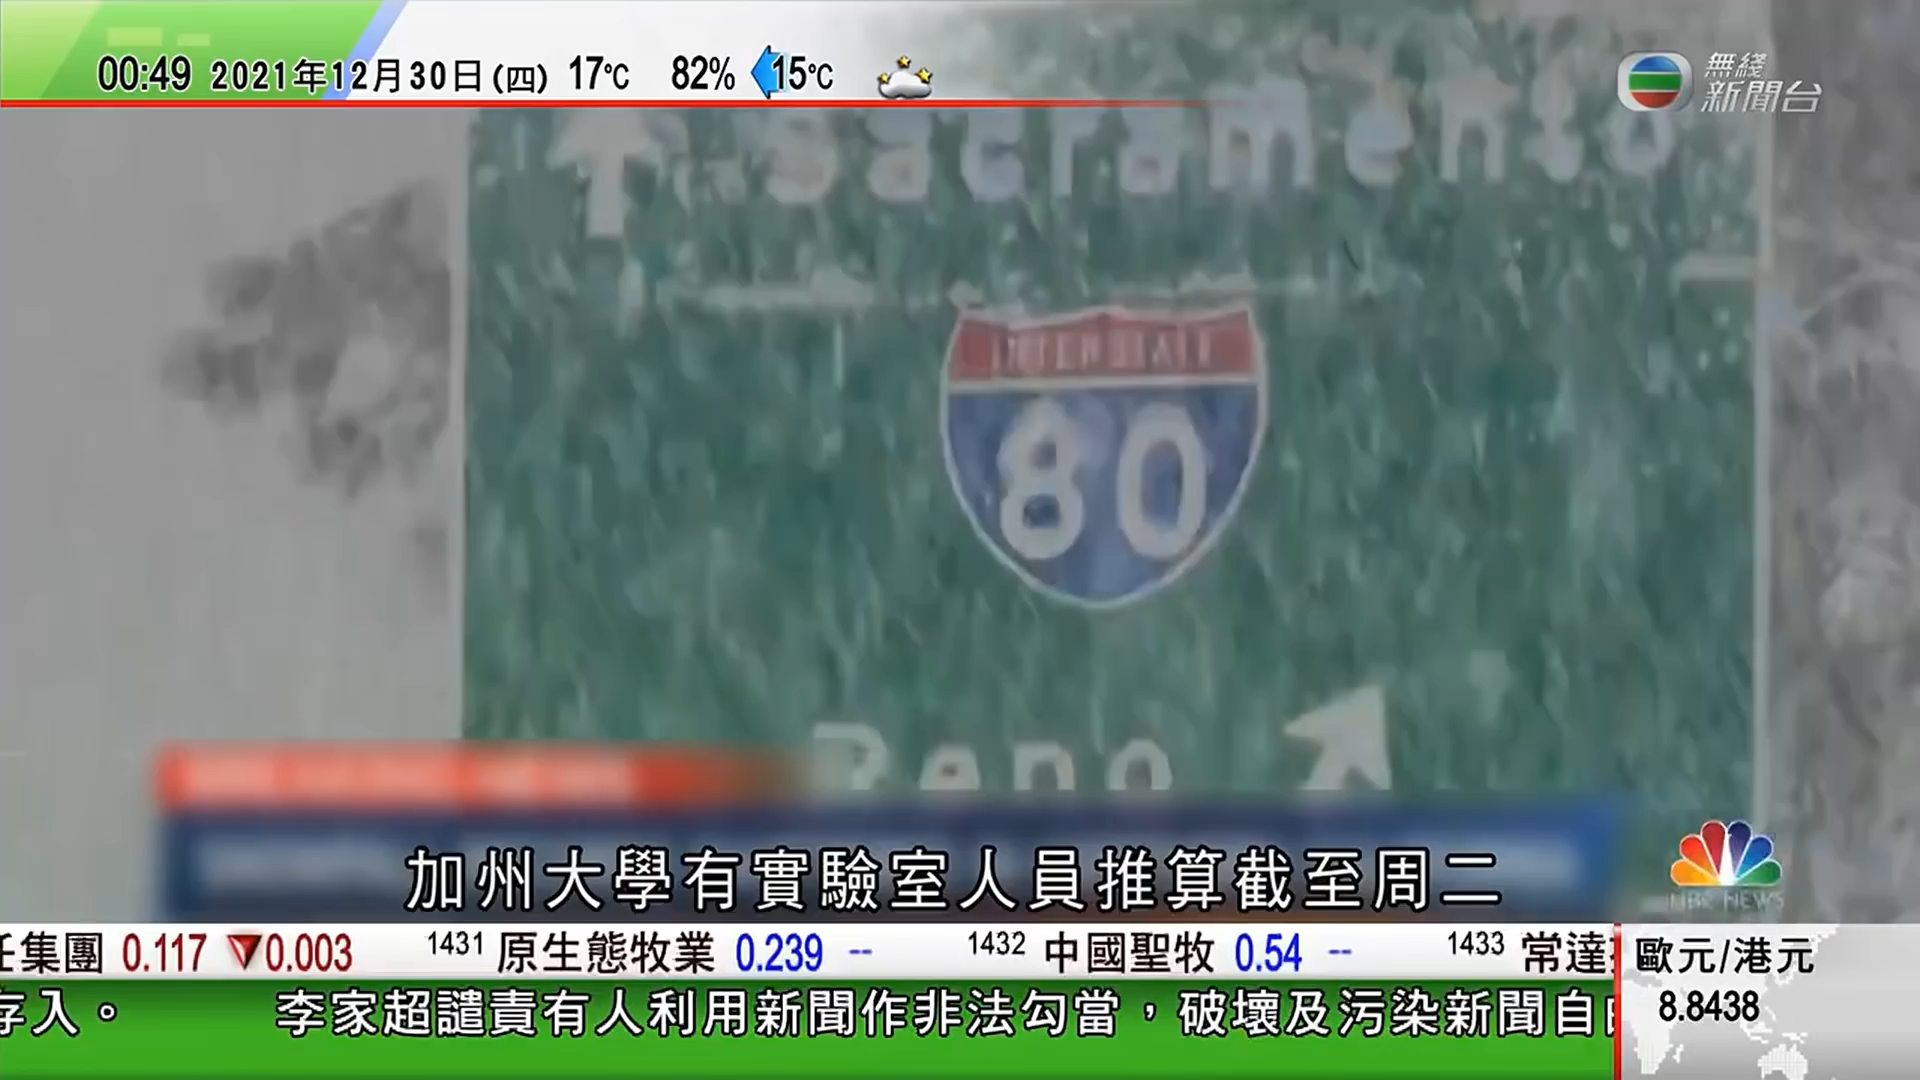 00:49 2021年12月30日(四) 17℃ 82% 15℃
無綫
新聞台
Sacramento
INTERSTATE
80
Reno
NBC NEWS
加州大學有實驗室人員推算截至周二
任集團 0.117 ▼0.003 1431 原生態牧業 0.239 -- 1432 中國聖牧 0.54 -- 1433 常達
歐元/港元
8.8438
存入。 李家超譴責有人利用新聞作非法勾當，破壞及污染新聞自由